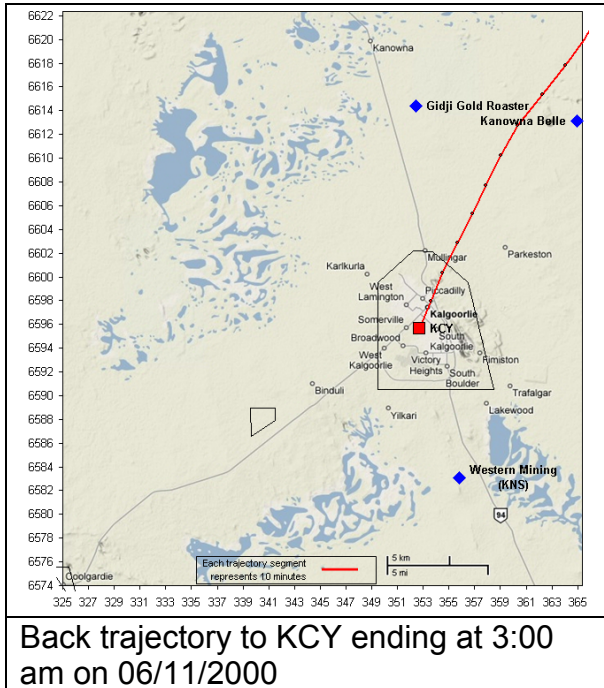 6622
6620
6618
6616
6614
6612
6610
6608
6606
6604
6602
6600
6598
6596
6594
6592
6590
6588
6586
6584
6582
6580
6578
6576
6574
Kanowna
Gidji Gold Roaster
Kanowna Belle
Mullingar
Parkeston
Karlkurla
West
Lamington
Piccadilly
Kalgoorlie
Somerville
KCY
Broadwood
South
Kalgoorlie
West
Kalgoorlie
Victory
Heights
Fimiston
South
Boulder
Binduli
Trafalgar
Yilkari
Lakewood
Western Mining
(KNS)
94
Each trajectory segment
represents 10 minutes
5 km
5 mi
Coolgardie
325 327 329 331 333 335 337 339 341 343 345 347 349 351 353 355 357 359 361 363 365
Back trajectory to KCY ending at 3:00
am on 06/11/2000